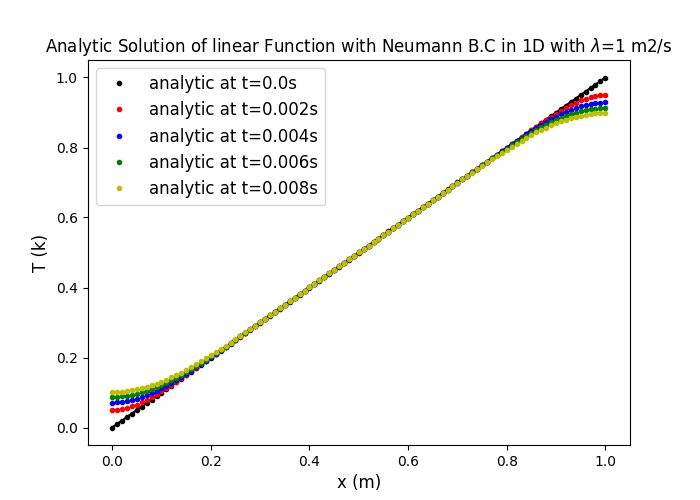 Analytic Solution of linear Function with Neumann B.C in 1D with λ=1 m2/s
1.0
0.8
0.6
0.4
0.2
0.0
T (k)
analytic at t=0.0s
analytic at t=0.002s
analytic at t=0.004s
analytic at t=0.006s
analytic at t=0.008s
0.0 0.2 0.4 0.6 0.8 1.0
x (m)